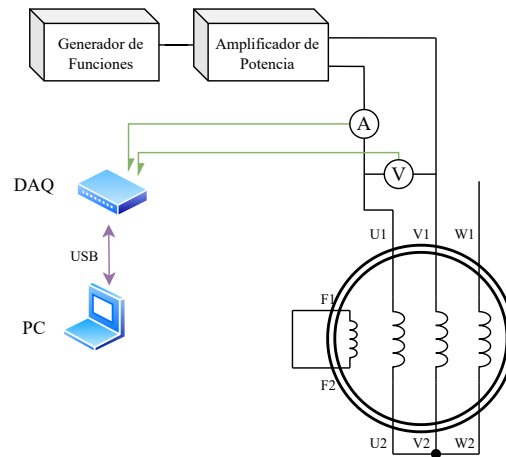 Generador de
Funciones
Amplificador de
Potencia
A
V
DAQ
USB
PC
U1
V1
W1
F1
F2
U2
V2
W2